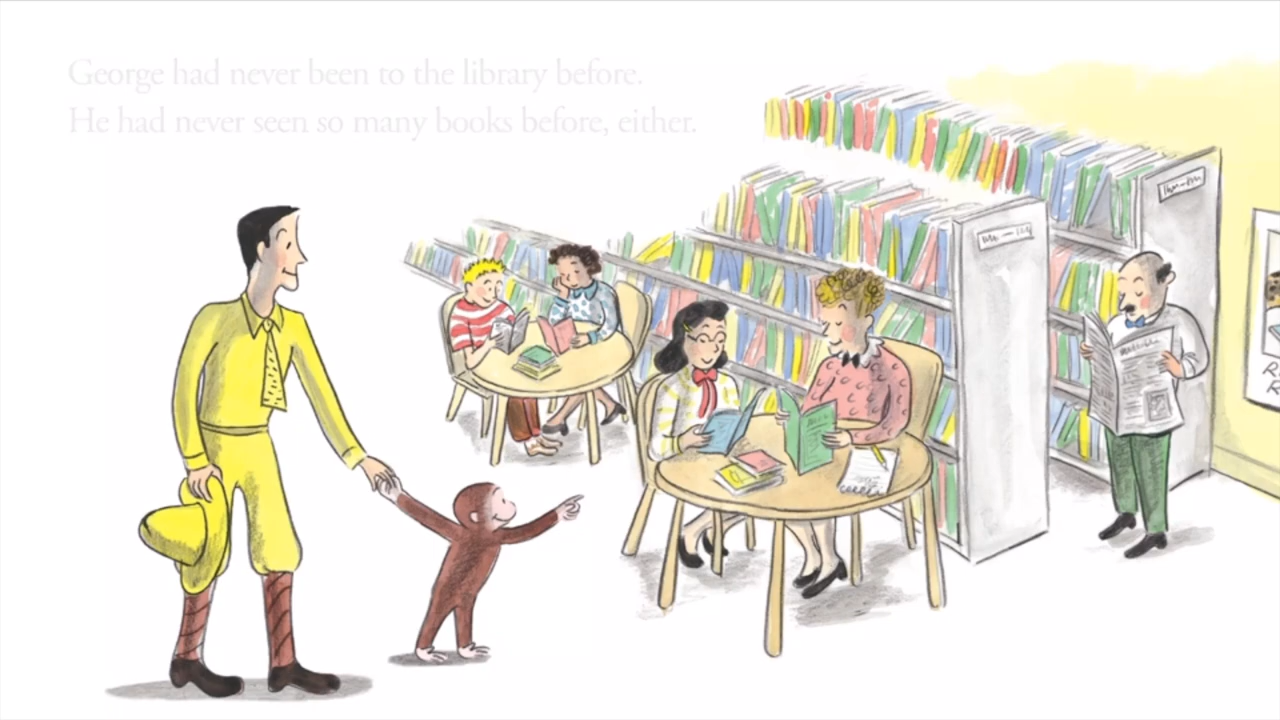 George had never been to the library before.
He had never seen so many books before, either.